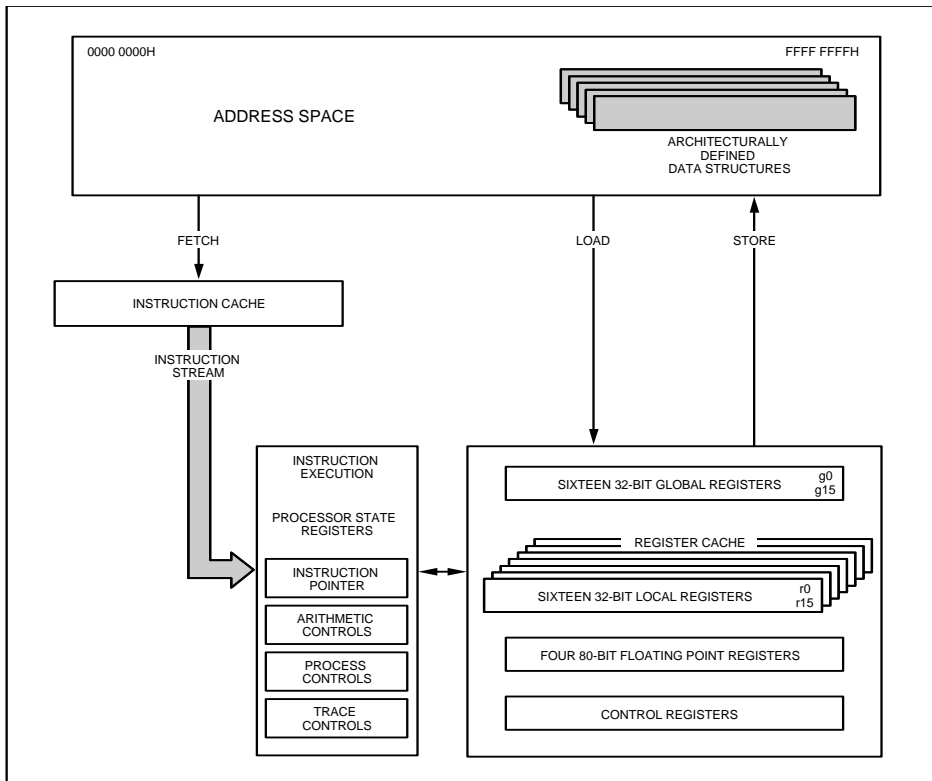 0000 0000H
FFFF FFFFH
ADDRESS SPACE
ARCHITECTURALLY
DEFINED
DATA STRUCTURES
FETCH
LOAD
STORE
INSTRUCTION CACHE
INSTRUCTION
STREAM
INSTRUCTION
EXECUTION
PROCESSOR STATE
REGISTERS
INSTRUCTION
POINTER
ARITHMETIC
CONTROLS
PROCESS
CONTROLS
TRACE
CONTROLS
SIXTEEN 32-BIT GLOBAL REGISTERS
g0
g15
REGISTER CACHE
SIXTEEN 32-BIT LOCAL REGISTERS
r0
r15
FOUR 80-BIT FLOATING POINT REGISTERS
CONTROL REGISTERS